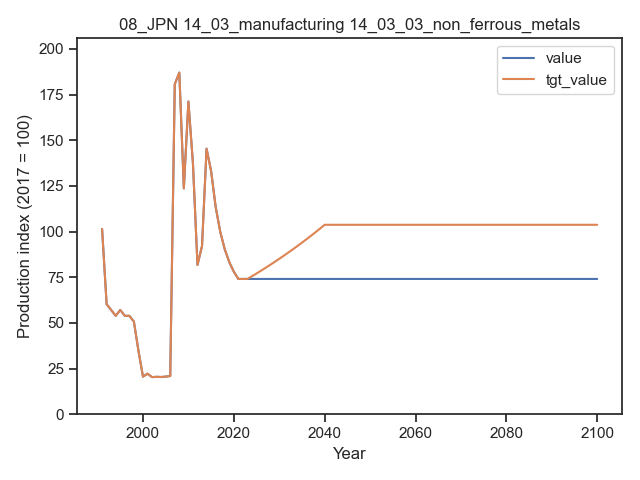 08_JPN 14_03_manufacturing 14_03_03_non_ferrous_metals
value
tgt_value
Production index (2017 = 100)
200
175
150
125
100
75
50
25
0
2000 2020 2040 2060 2080 2100
Year